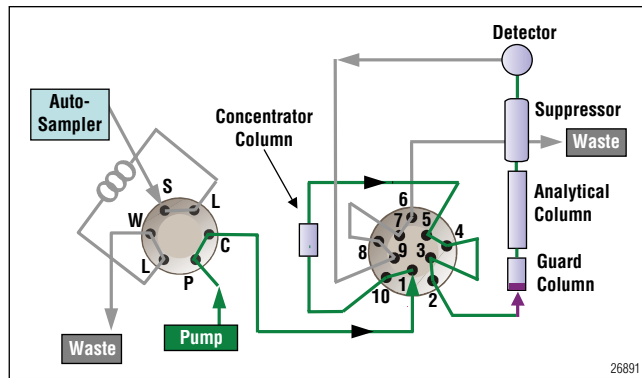 Detector
Auto-
Sampler
Concentrator
Column
Suppressor
Waste
S
L
W
C
L
P
6
7
5
4
8
9
3
1
10
2
Analytical
Column
Guard
Column
Waste
Pump
26891